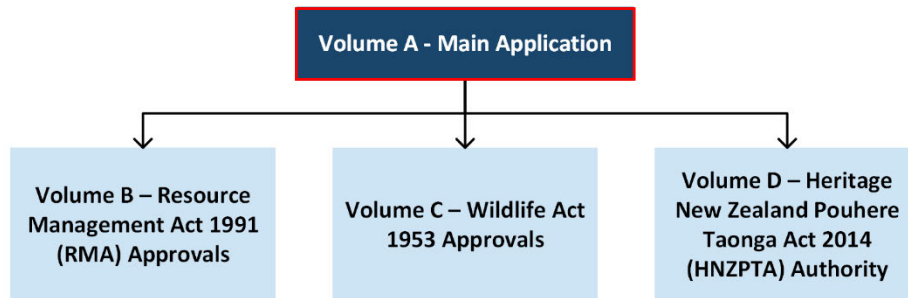 Volume A - Main Application
Volume B – Resource
Management Act 1991
(RMA) Approvals
Volume C – Wildlife Act
1953 Approvals
Volume D – Heritage
New Zealand Pouhere
Taonga Act 2014
(HNZPTA) Authority